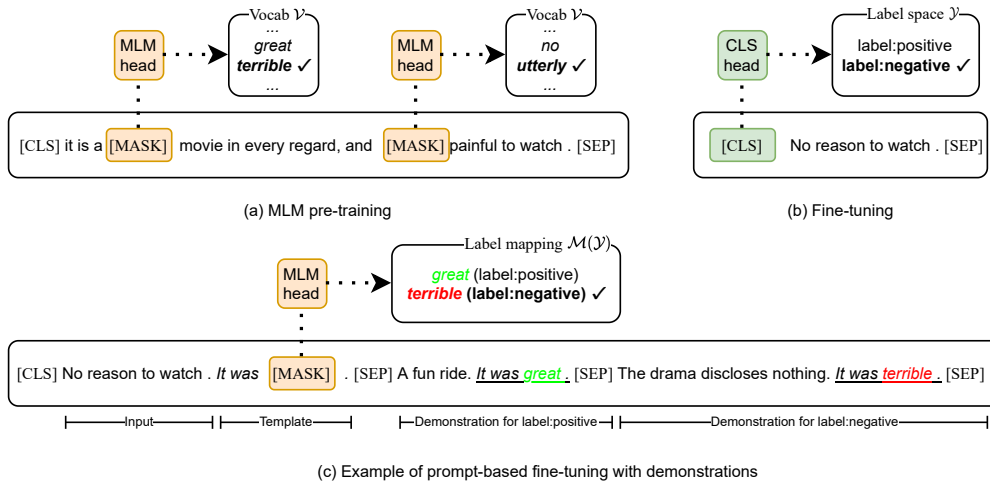 Vocab 𝒱
...
great
terrible ✓
...
MLM
head
Vocab 𝒱
...
no
utterly ✓
...
MLM
head
[CLS] it is a [MASK] movie in every regard, and [MASK] painful to watch . [SEP]
(a) MLM pre-training
Label space 𝒴
label:positive
label:negative ✓
CLS
head
[CLS] No reason to watch . [SEP]
(b) Fine-tuning
Label mapping ℳ(𝒴)
great (label:positive)
terrible (label:negative) ✓
MLM
head
[CLS] No reason to watch . It was [MASK] . [SEP] A fun ride. It was great . [SEP] The drama discloses nothing. It was terrible . [SEP]
Input Template Demonstration for label:positive Demonstration for label:negative
(c) Example of prompt-based fine-tuning with demonstrations